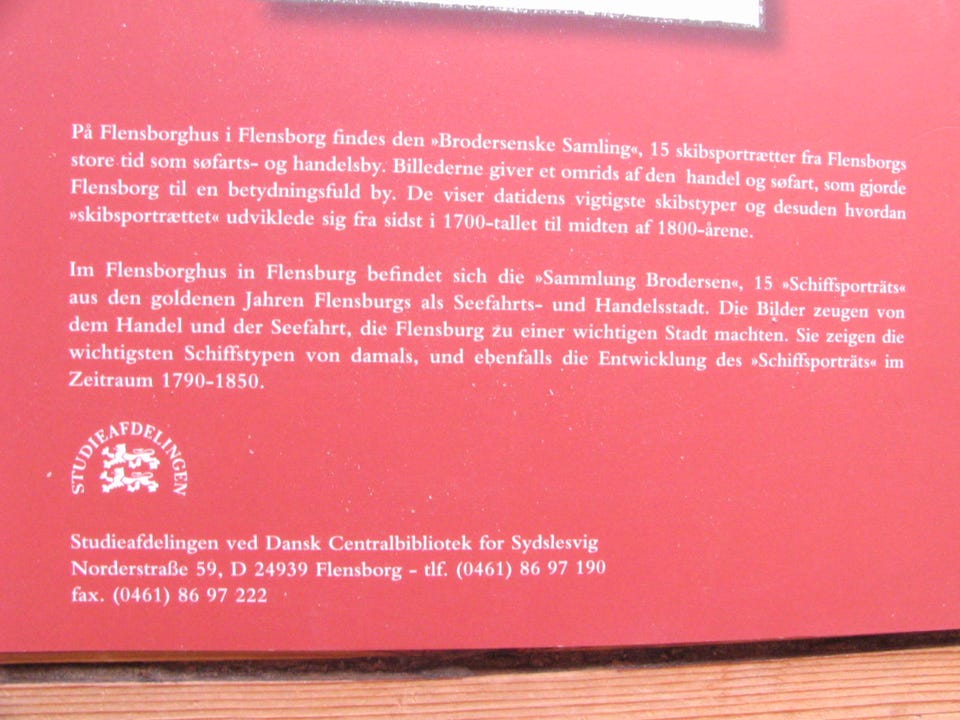 På Flensborghus i Flensborg findes den »Brodersenske Samling«, 15 skibsportrætter fra Flensborgs
store tid som søfarts- og handelsby. Billederne giver et omrids af den handel og søfart, som gjorde
Flensborg til en betydningsfuld by. De viser datidens vigtigste skibstyper og desuden hvordan
»skibsportrættet« udviklede sig fra sidst i 1700-tallet til midten af 1800-årene.
Im Flensborghus in Flensburg befindet sich die »Sammlung Brodersen«, 15 »Schiffsporträts«
aus den goldenen Jahren Flensburgs als Seefahrts- und Handelsstadt. Die Bilder zeugen von
dem Handel und der Seefahrt, die Flensburg zu einer wichtigen Stadt machten. Sie zeigen die
wichtigsten Schiffstypen von damals, und ebenfalls die Entwicklung des »Schiffsporträts« im
Zeitraum 1790-1850.
STUDIEAFDELINGEN
Studieafdelingen ved Dansk Centralbibliotek for Sydslesvig
Norderstraße 59, D 24939 Flensborg - tlf. (0461) 86 97 190
fax. (0461) 86 97 222